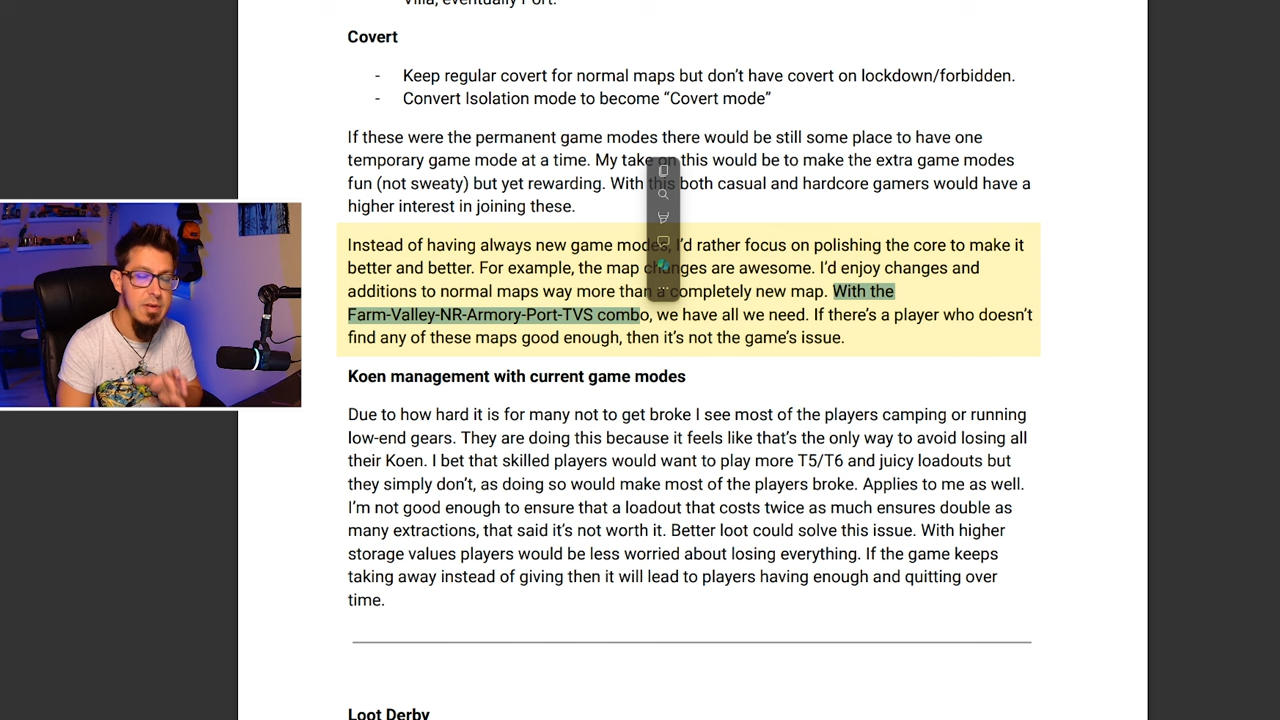 Villa, eventually Port.
Covert
- Keep regular covert for normal maps but don't have covert on lockdown/forbidden.
- Convert Isolation mode to become “Covert mode”
If these were the permanent game modes there would be still some place to have one
temporary game mode at a time. My take on this would be to make the extra game modes
fun (not sweaty) but yet rewarding. With this both casual and hardcore gamers would have a
higher interest in joining these.
Instead of having always new game modes, I'd rather focus on polishing the core to make it
better and better. For example, the map changes are awesome. I'd enjoy changes and
additions to normal maps way more than a completely new map. With the
Farm-Valley-NR-Armory-Port-TVS combo, we have all we need. If there's a player who doesn't
find any of these maps good enough, then it's not the game's issue.
Koen management with current game modes
Due to how hard it is for many not to get broke I see most of the players camping or running
low-end gears. They are doing this because it feels like that's the only way to avoid losing all
their Koen. I bet that skilled players would want to play more T5/T6 and juicy loadouts but
they simply don't, as doing so would make most of the players broke. Applies to me as well.
I'm not good enough to ensure that a loadout that costs twice as much ensures double as
many extractions, that said it's not worth it. Better loot could solve this issue. With higher
storage values players would be less worried about losing everything. If the game keeps
taking away instead of giving then it will lead to players having enough and quitting over
time.
Loot Derby